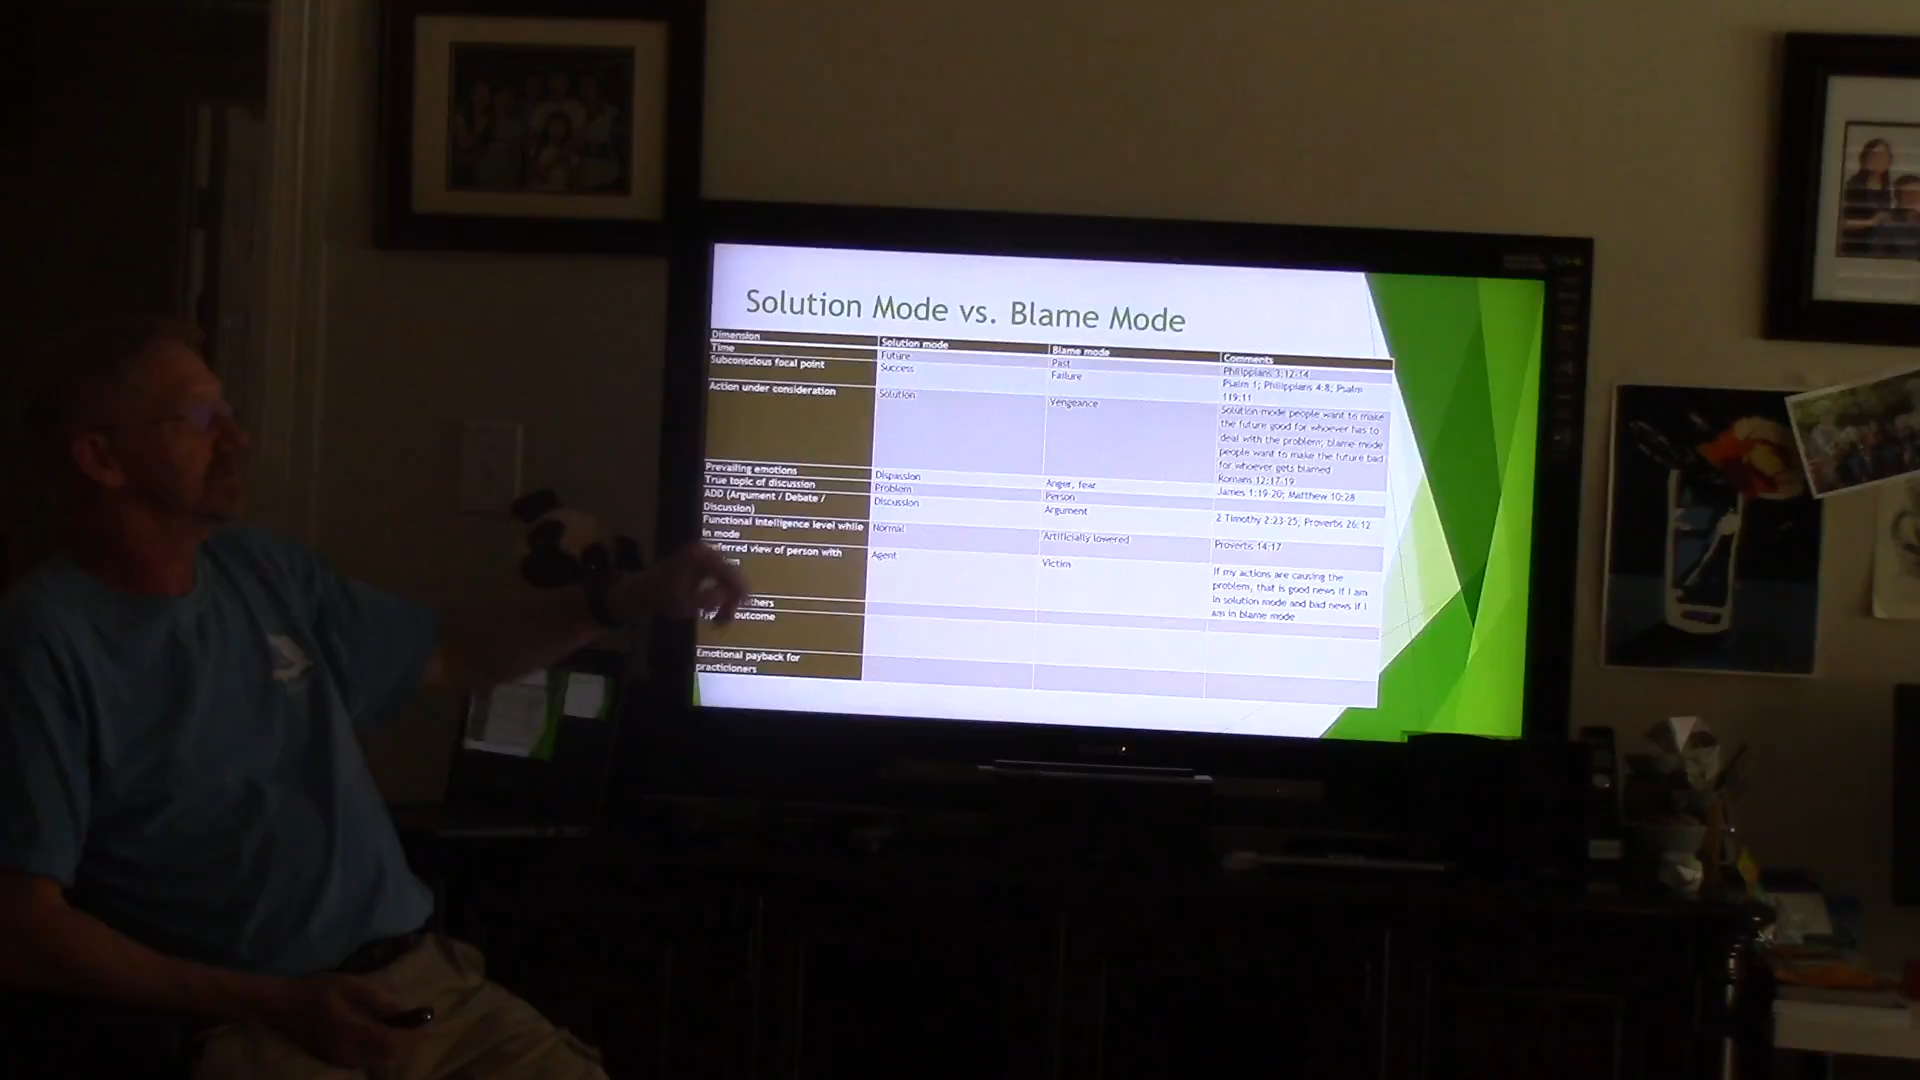 Solution Mode vs. Blame Mode
Dimension Solution mode Blame mode Comments
Time Future Past Philippians 3:12-14
Subconscious focal point Success Failure Psalm 1; Philippians 4:8; Psalm
119:11
Action under consideration Solution Vengeance Solution mode people want to make
the future good for whoever has to
deal with the problem; blame mode
people want to make the future bad
for whoever gets blamed
Romans 12:17-19
Prevailing emotions Dispassion Anger, fear James 1:19-20; Matthew 10:28
True topic of discussion Problem Person
ADD (Argument / Debate / Discussion Argument 2 Timothy 2:23-25; Proverbs 26:12
Discussion)
Functional intelligence level while Normal Artificially lowered Proverbs 14:17
in mode
view of person with Agent Victim If my actions are causing the
problem, that is good news if I am
in solution mode and bad news if I
am in blame mode
others
outcome
Emotional payback for
practicioners